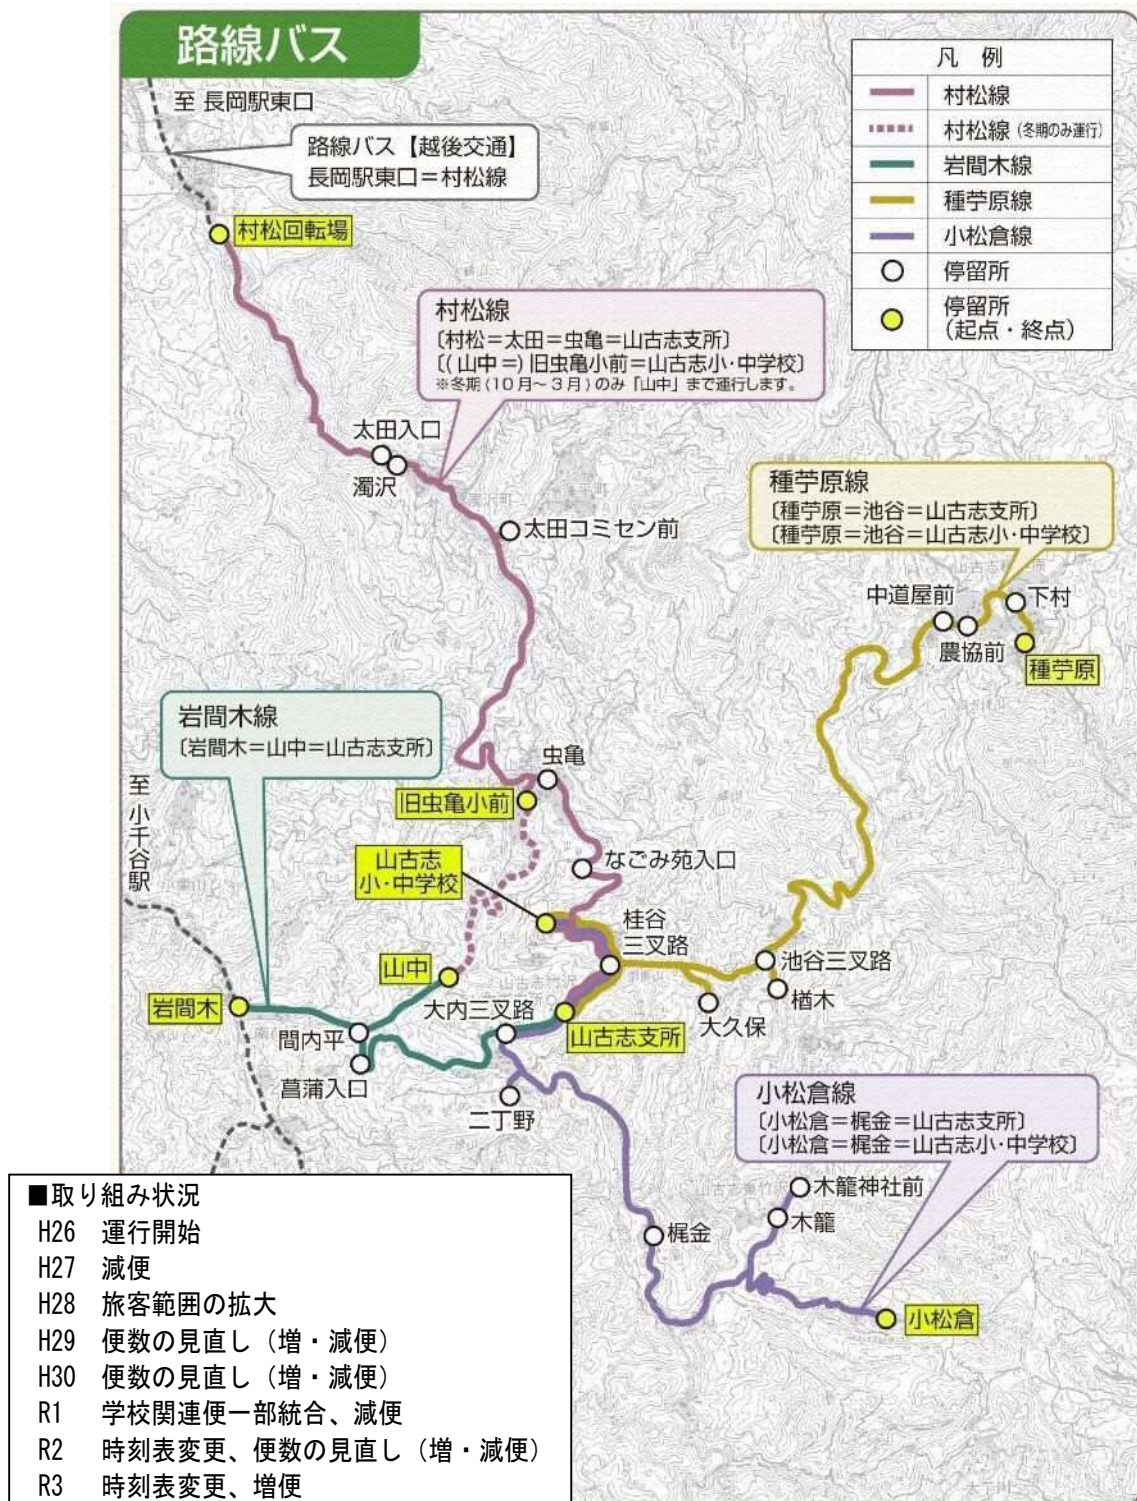 路線バス
至 長岡駅東口
路線バス【越後交通】
長岡駅東口＝村松線
凡 例
村松線
村松線（冬期のみ運行）
岩間木線
種苧原線
小松倉線
停留所
停留所
（起点・終点）
村松回転場
村松線
〔村松＝太田＝虫亀＝山古志支所〕
〔(山中＝)旧虫亀小前＝山古志小・中学校〕
※冬期(10月～3月)のみ「山中」まで運行します。
太田入口
濁沢
太田コミセン前
種苧原線
〔種苧原＝池谷＝山古志支所〕
〔種苧原＝池谷＝山古志小・中学校〕
中道屋前
下村
農協前
種苧原
岩間木線
〔岩間木＝山中＝山古志支所〕
至 小千谷駅
虫亀
旧虫亀小前
山古志
小・中学校
なごみ苑入口
桂谷
三叉路
池谷三叉路
楢木
大久保
山中
岩間木
大内三叉路
山古志支所
間内平
菖蒲入口
二丁野
小松倉線
〔小松倉＝梶金＝山古志支所〕
〔小松倉＝梶金＝山古志小・中学校〕
木籠神社前
木籠
梶金
小松倉
■取り組み状況
H26 運行開始
H27 減便
H28 旅客範囲の拡大
H29 便数の見直し（増・減便）
H30 便数の見直し（増・減便）
R1 学校関連便一部統合、減便
R2 時刻表変更、便数の見直し（増・減便）
R3 時刻表変更、増便